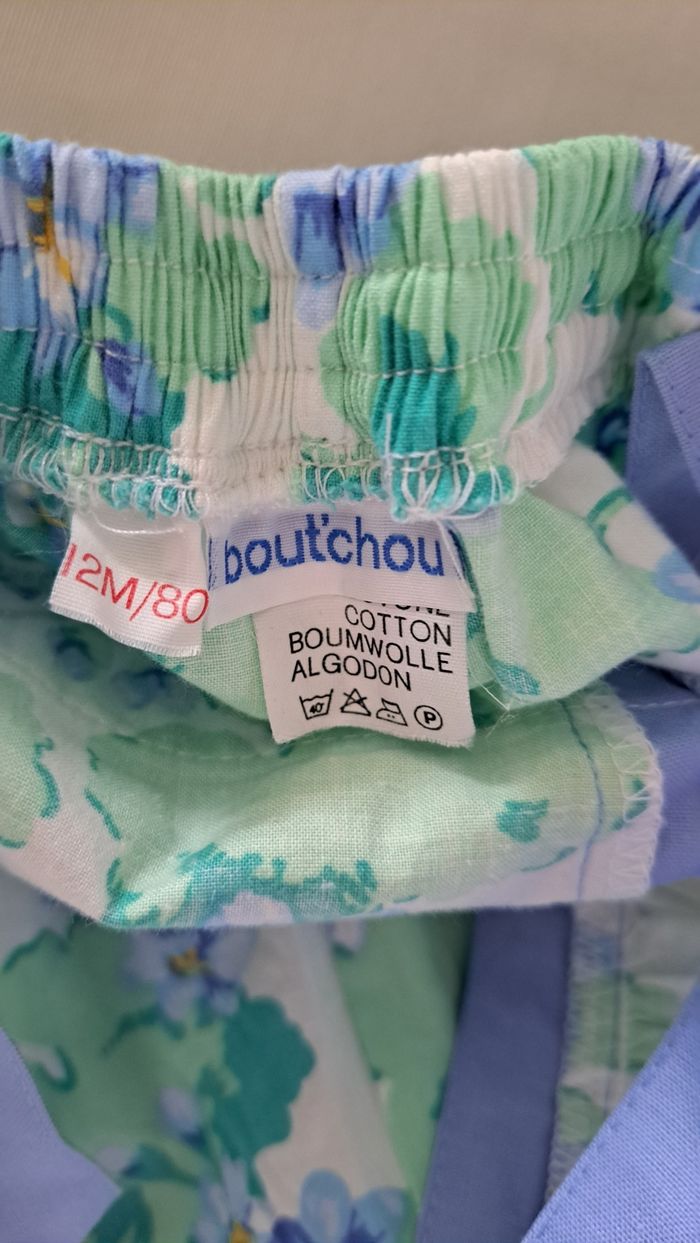 12M/80
bout'chou
COTTON
BOUMWOLLE
ALGODON
40°
P